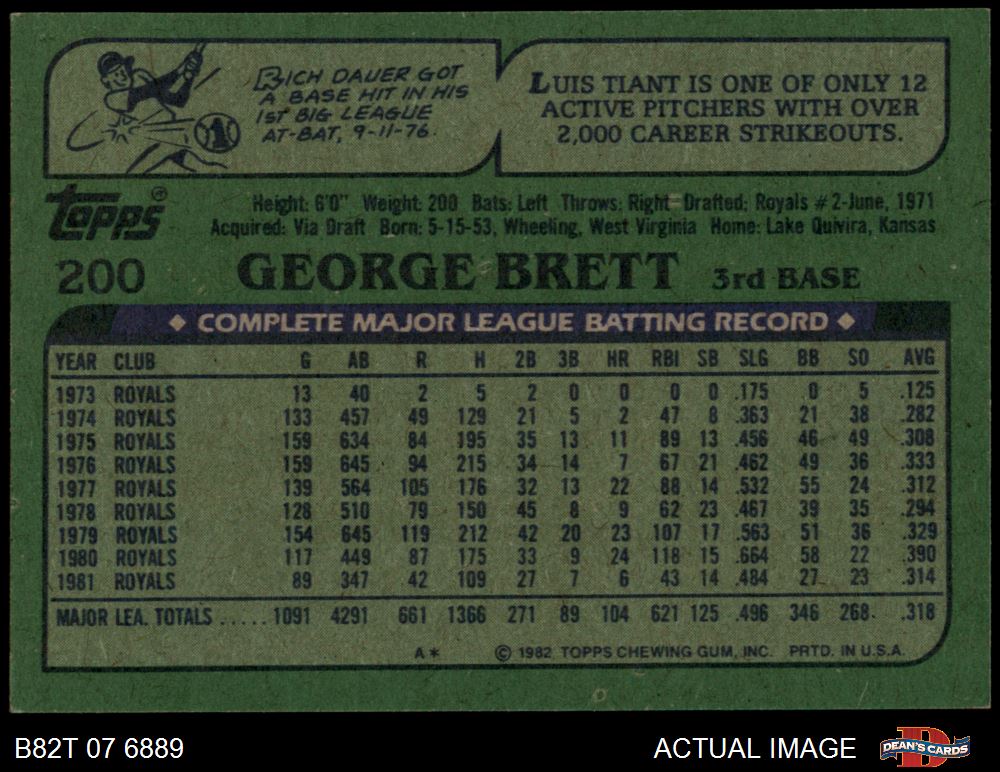 RICH DAUER GOT
A BASE HIT IN HIS
1ST BIG LEAGUE
AT-BAT, 9-11-76.
LUIS TIANT IS ONE OF ONLY 12
ACTIVE PITCHERS WITH OVER
2,000 CAREER STRIKEOUTS.
TOPPS®
Height: 6'0" Weight: 200 Bats: Left Throws: Right Drafted: Royals #2-June, 1971
Acquired: Via Draft Born: 5-15-53, Wheeling, West Virginia Home: Lake Quivira, Kansas
200 GEORGE BRETT 3rd BASE
◆ COMPLETE MAJOR LEAGUE BATTING RECORD ◆
YEAR CLUB G AB R H 2B 3B HR RBI SB SLG BB SO AVG
1973 ROYALS 13 40 2 5 2 0 0 0 0 .175 0 5 .125
1974 ROYALS 133 457 49 129 21 5 2 47 8 .363 21 38 .282
1975 ROYALS 159 634 84 195 35 13 11 89 13 .456 46 49 .308
1976 ROYALS 159 645 94 215 34 14 7 67 21 .462 49 36 .333
1977 ROYALS 139 564 105 176 32 13 22 88 14 .532 55 24 .312
1978 ROYALS 128 510 79 150 45 8 9 62 23 .467 39 35 .294
1979 ROYALS 154 645 119 212 42 20 23 107 17 .563 51 36 .329
1980 ROYALS 117 449 87 175 33 9 24 118 15 .664 58 22 .390
1981 ROYALS 89 347 42 109 27 7 6 43 14 .484 27 23 .314
MAJOR LEA. TOTALS ..... 1091 4291 661 1366 271 89 104 621 125 .496 346 268 .318
A* © 1982 TOPPS CHEWING GUM, INC. PRTD. IN U.S.A.
B82T 07 6889
ACTUAL IMAGE
D
DEAN'S CARDS